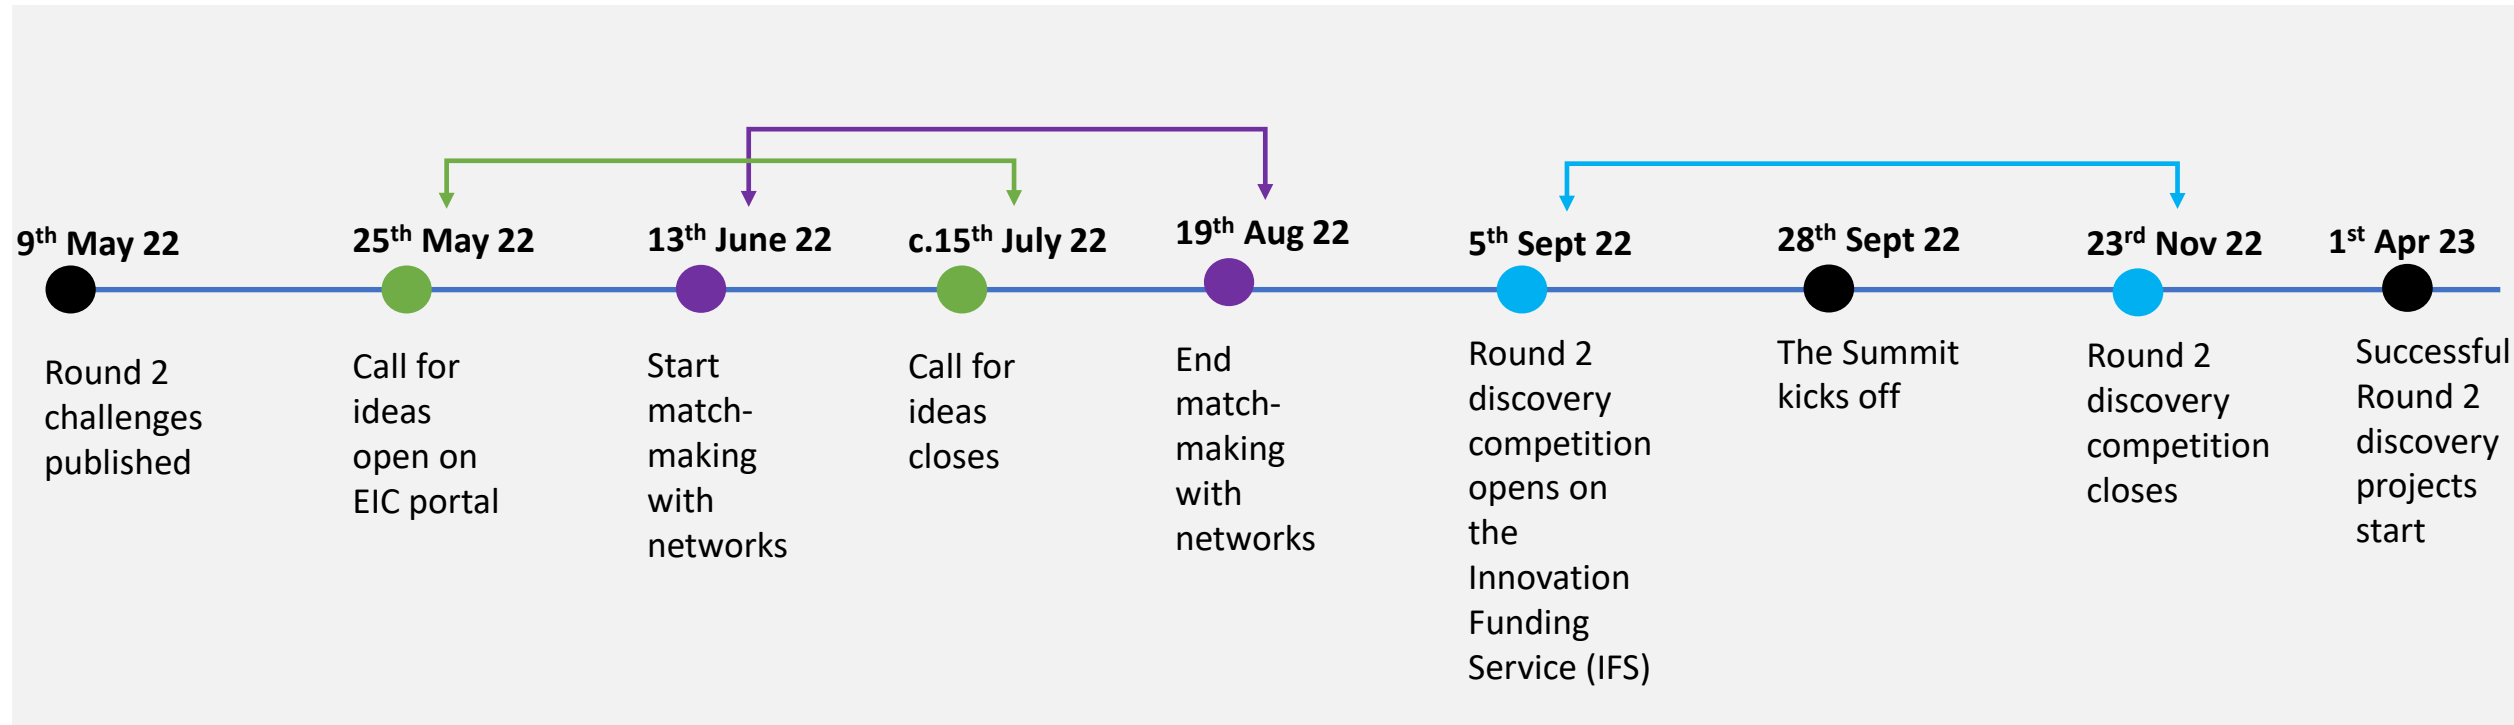 9th May 22
Round 2
challenges
published
25th May 22
Call for
ideas
open on
EIC portal
13th June 22
Start
match-
making
with
networks
c.15th July 22
Call for
ideas
closes
19th Aug 22
End
match-
making
with
networks
5th Sept 22
Round 2
discovery
competition
opens on
the
Innovation
Funding
Service (IFS)
28th Sept 22
The Summit
kicks off
23rd Nov 22
Round 2
discovery
competition
closes
1st Apr 23
Successful
Round 2
discovery
projects
start